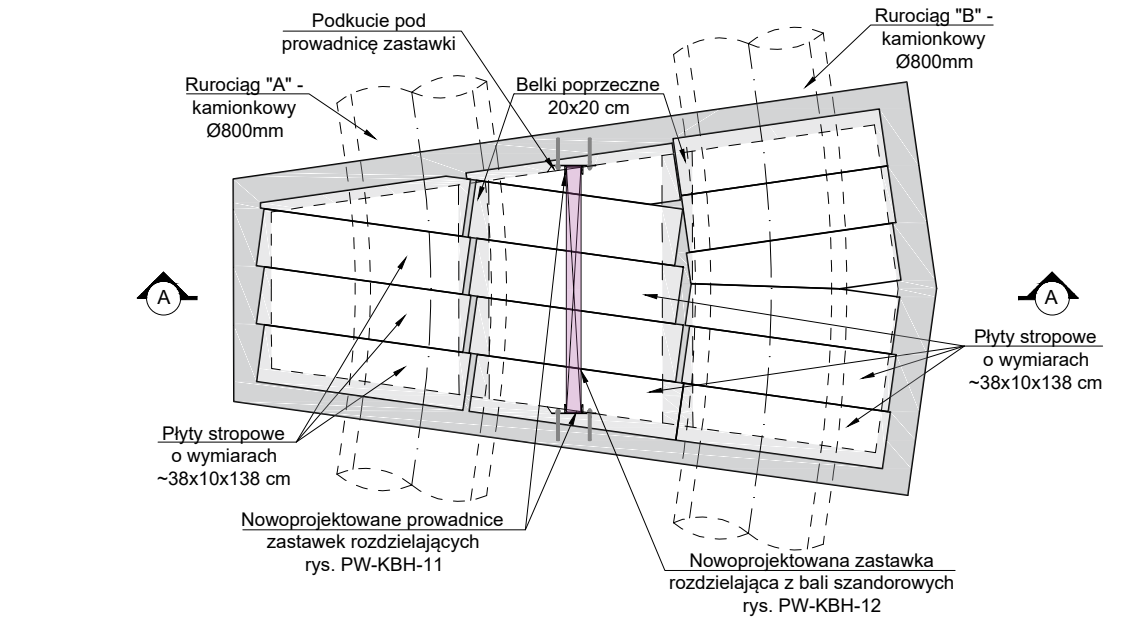 Podkucie pod
prowadnicę zastawki
Rurociąg "B" -
kamionkowy
Ø800mm
Rurociąg "A" -
kamionkowy
Ø800mm
Belki poprzeczne
20x20 cm
A
A
Płyty stropowe
o wymiarach
~38x10x138 cm
Płyty stropowe
o wymiarach
~38x10x138 cm
Nowoprojektowane prowadnice
zastawek rozdzielających
rys. PW-KBH-11
Nowoprojektowana zastawka
rozdzielająca z bali szandorowych
rys. PW-KBH-12